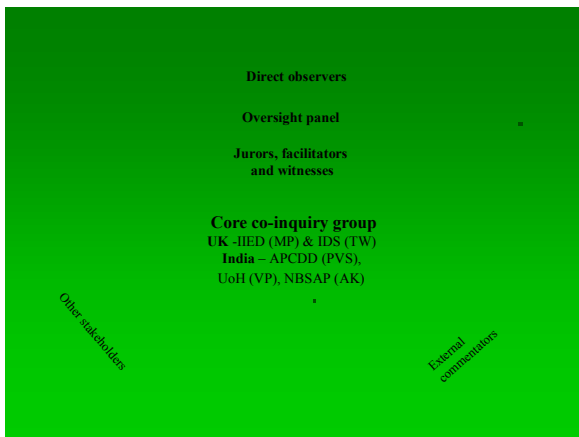 Direct observers
Oversight panel
Jurors, facilitators
and witnesses
Core co-inquiry group
UK -IIED (MP) & IDS (TW)
India – APCDD (PVS),
UoH (VP), NBSAP (AK)
Other stakeholders
External
commentators